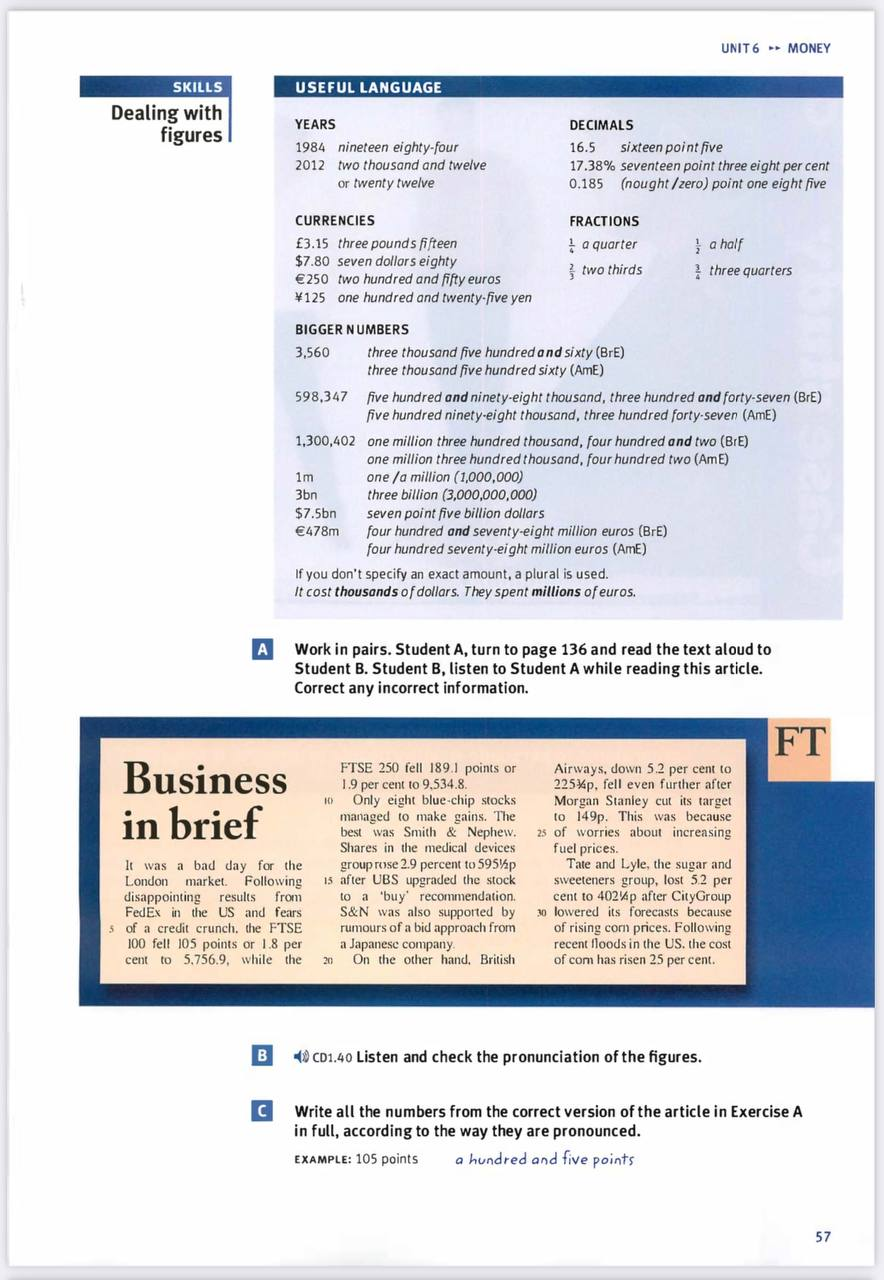 UNIT 6 ►► MONEY
SKILLS
Dealing with
figures
USEFUL LANGUAGE
YEARS
1984 nineteen eighty-four
2012 two thousand and twelve
or twenty twelve
DECIMALS
16.5 sixteen point five
17.38% seventeen point three eight per cent
0.185 (nought /zero) point one eight five
CURRENCIES
£3.15 three pounds fifteen
$7.80 seven dollars eighty
€250 two hundred and fifty euros
¥125 one hundred and twenty-five yen
FRACTIONS
¼ a quarter ½ a half
⅔ two thirds ¾ three quarters
BIGGER NUMBERS
3,560 three thousand five hundred and sixty (BrE)
three thousand five hundred sixty (AmE)
598,347 five hundred and ninety-eight thousand, three hundred and forty-seven (BrE)
five hundred ninety-eight thousand, three hundred forty-seven (AmE)
1,300,402 one million three hundred thousand, four hundred and two (BrE)
one million three hundred thousand, four hundred two (AmE)
1m one /a million (1,000,000)
3bn three billion (3,000,000,000)
$7.5bn seven point five billion dollars
€478m four hundred and seventy-eight million euros (BrE)
four hundred seventy-eight million euros (AmE)
If you don't specify an exact amount, a plural is used.
It cost thousands of dollars. They spent millions of euros.
A Work in pairs. Student A, turn to page 136 and read the text aloud to
Student B. Student B, listen to Student A while reading this article.
Correct any incorrect information.
FT
Business
in brief
It was a bad day for the
London market. Following
disappointing results from
FedEx in the US and fears
5 of a credit crunch, the FTSE
100 fell 105 points or 1.8 per
cent to 5,756.9, while the
FTSE 250 fell 189.1 points or
1.9 per cent to 9,534.8.
10 Only eight blue-chip stocks
managed to make gains. The
best was Smith & Nephew.
Shares in the medical devices
group rose 2.9 percent to 595½p
15 after UBS upgraded the stock
to a 'buy' recommendation.
S&N was also supported by
rumours of a bid approach from
a Japanese company.
20 On the other hand, British
Airways, down 5.2 per cent to
225¾p, fell even further after
Morgan Stanley cut its target
to 149p. This was because
25 of worries about increasing
fuel prices.
Tate and Lyle, the sugar and
sweeteners group, lost 5.2 per
cent to 402¼p after CityGroup
30 lowered its forecasts because
of rising corn prices. Following
recent floods in the US, the cost
of corn has risen 25 per cent.
B CD1.40 Listen and check the pronunciation of the figures.
C Write all the numbers from the correct version of the article in Exercise A
in full, according to the way they are pronounced.
EXAMPLE: 105 points a hundred and five points
57